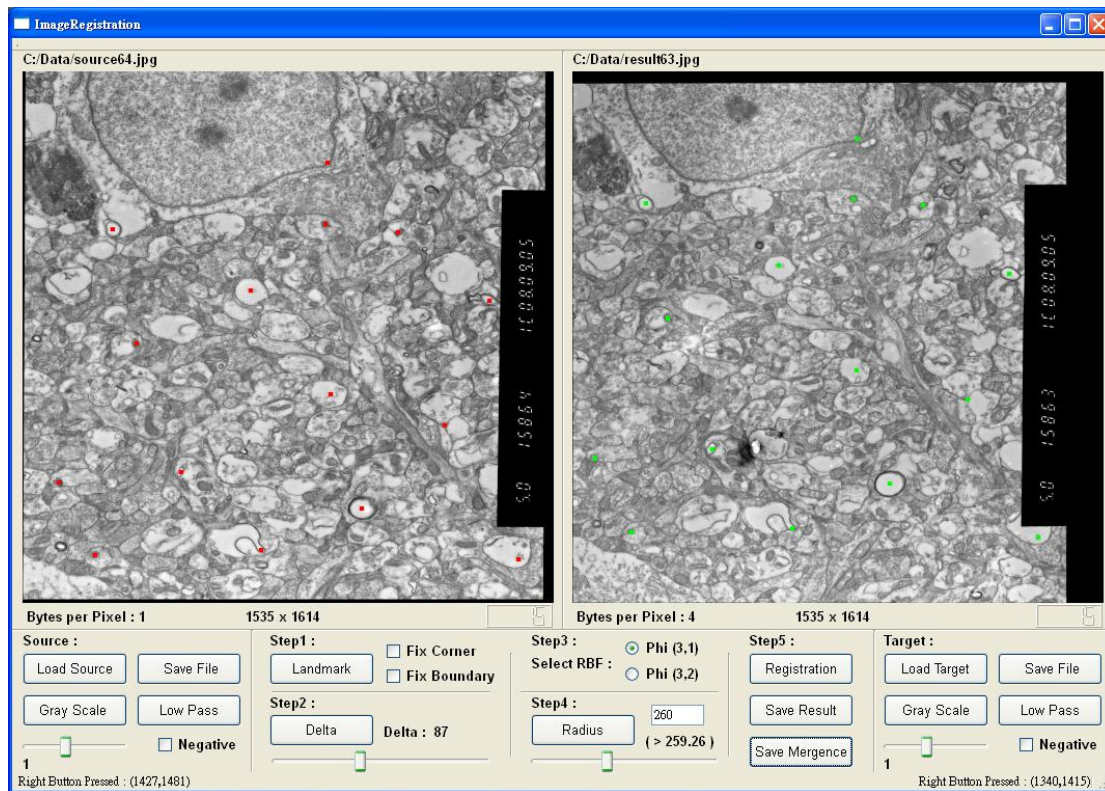 ImageRegistration
C:/Data/source64.jpg
C:/Data/result63.jpg
Bytes per Pixel : 1
1535 x 1614
Bytes per Pixel : 4
1535 x 1614
Source :
Load Source
Save File
Gray Scale
Low Pass
Negative
1
Right Button Pressed : (1427,1481)
Step1 :
Landmark
Fix Corner
Fix Boundary
Step2 :
Delta
Delta : 87
Step3 :
Select RBF :
Phi (3,1)
Phi (3,2)
Step4 :
Radius
260
( > 259.26 )
Step5 :
Registration
Save Result
Save Mergence
Target :
Load Target
Save File
Gray Scale
Low Pass
Negative
1
Right Button Pressed : (1340,1415)